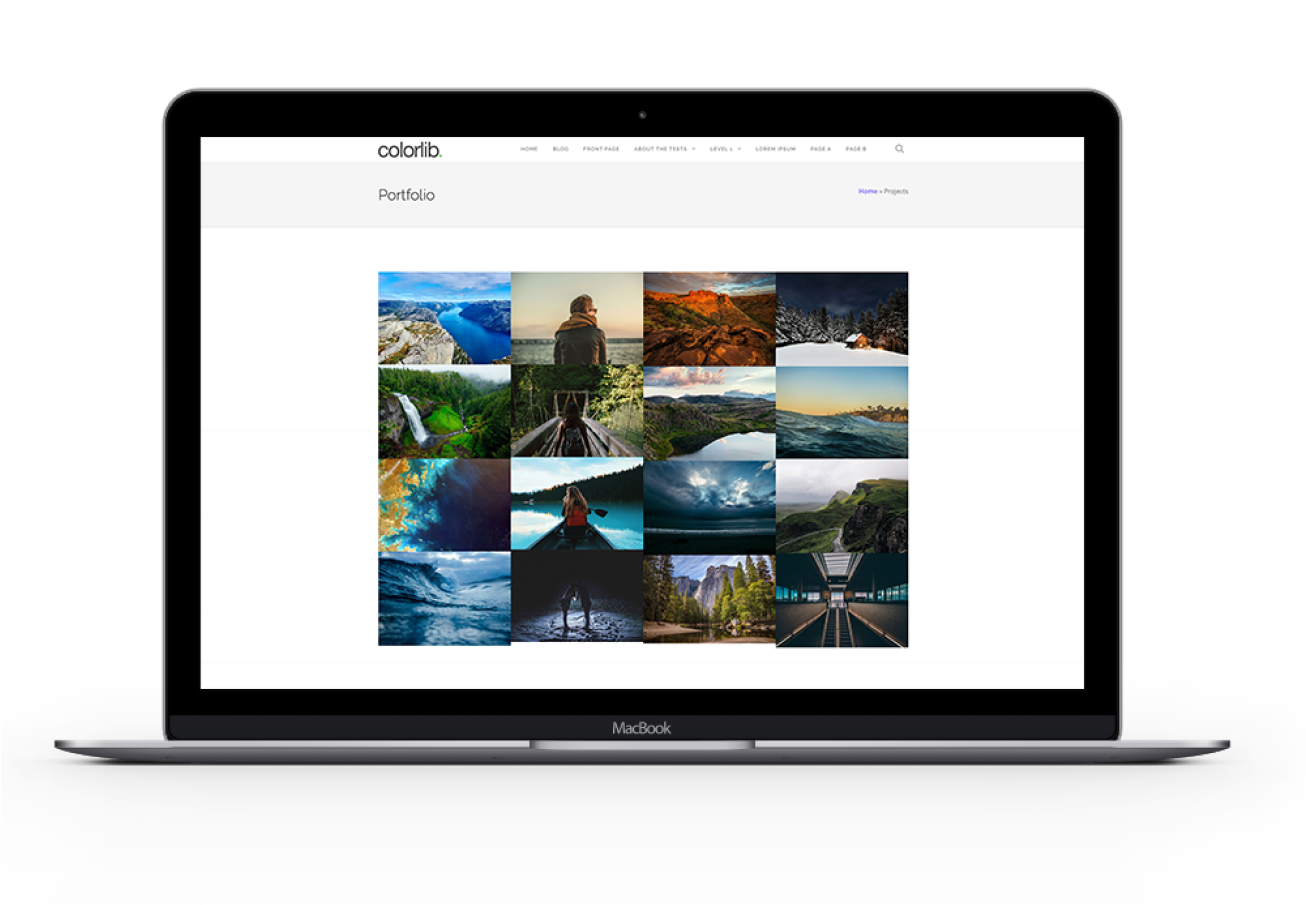 colorlib.
HOME BLOG FRONT PAGE ABOUT THE TESTS LEVEL 1 LOREM IPSUM PAGE A PAGE B
Portfolio
Home » Projects
MacBook